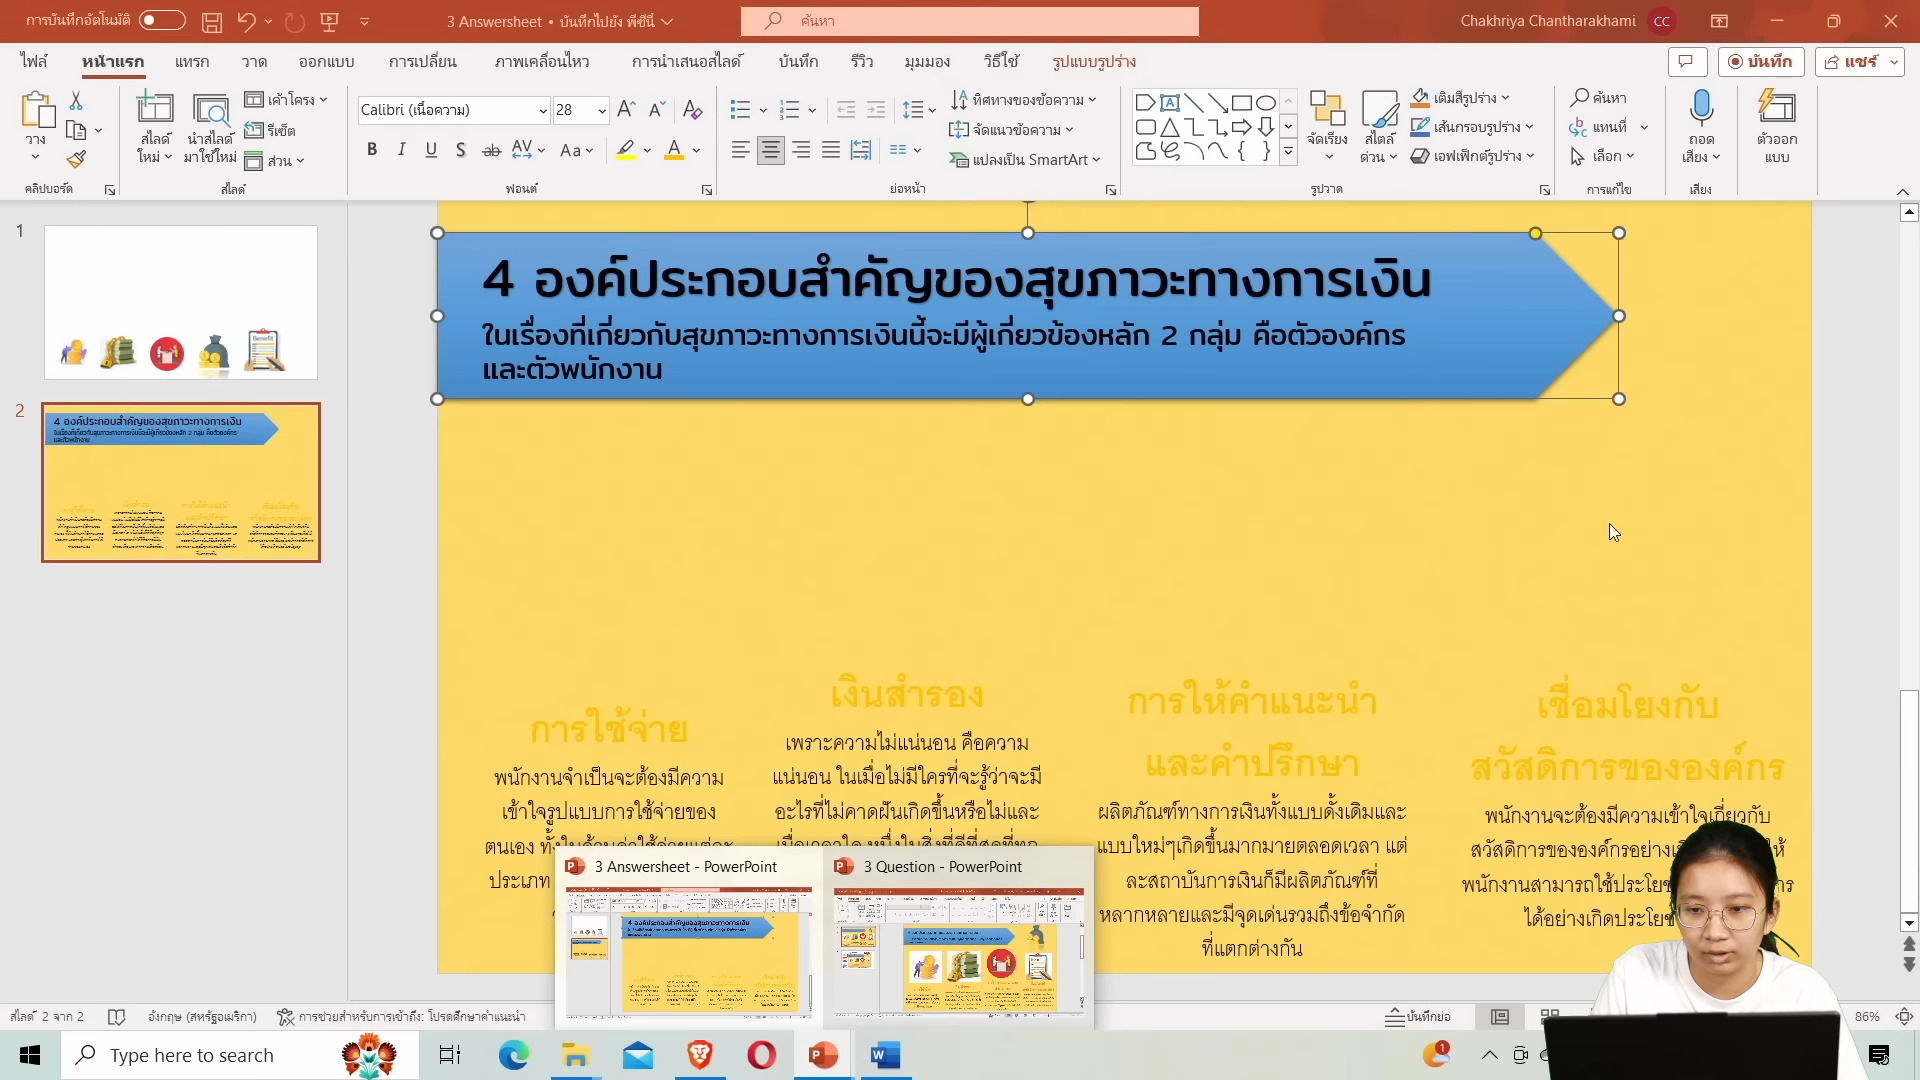 การบันทึกอัตโนมัติ
3 Answersheet • บันทึกไปยัง พีซีนี้
ค้นหา
Chakhriya Chantharakhami
CC
ไฟล์
หน้าแรก
แทรก
วาด
ออกแบบ
การเปลี่ยน
ภาพเคลื่อนไหว
การนำเสนอสไลด์
บันทึก
รีวิว
มุมมอง
วิธีใช้
รูปแบบรูปร่าง
บันทึก
แชร์
วาง
สไลด์
ใหม่
นำสไลด์
มาใช้ใหม่
เค้าโครง
รีเซ็ต
ส่วน
Calibri (เนื้อความ)
28
ทิศทางของข้อความ
จัดแนวข้อความ
แปลงเป็น SmartArt
จัดเรียง
สไตล์
ด่วน
เติมสีรูปร่าง
เส้นกรอบรูปร่าง
เอฟเฟ็กต์รูปร่าง
ค้นหา
แทนที่
เลือก
ถอด
เสียง
ตัวออก
แบบ
คลิปบอร์ด
สไลด์
ฟอนต์
ย่อหน้า
รูปวาด
การแก้ไข
เสียง
1
Benefit
2
4 องค์ประกอบสำคัญของสุขภาวะทางการเงิน
ในเรื่องที่เกี่ยวกับสุขภาวะทางการเงินนี้จะมีผู้เกี่ยวข้องหลัก 2 กลุ่ม คือตัวองค์กร
และตัวพนักงาน
การใช้จ่าย
พนักงานจำเป็นจะต้องมีความ
เข้าใจรูปแบบการใช้จ่ายของ
ประเภท
เงินสำรอง
เพราะความไม่แน่นอน คือความ
แน่นอน ในเมื่อไม่มีใครที่จะรู้ว่าจะมี
อะไรที่ไม่คาดฝันเกิดขึ้นหรือไม่และ
การให้คำแนะนำ
และคำปรึกษา
ผลิตภัณฑ์ทางการเงินทั้งแบบดั้งเดิมและ
แบบใหม่ๆเกิดขึ้นมากมายตลอดเวลา แต่
ละสถาบันการเงินก็มีผลิตภัณฑ์ที่
หลากหลายและมีจุดเด่นรวมถึงข้อจำกัด
ที่แตกต่างกัน
เชื่อมโยงกับ
สวัสดิการขององค์กร
พนักงานจะต้องมีความเข้าใจเกี่ยวกับ
สวัสดิการขององค์กรอย่าง
พนักงานสามารถใช้ประโย
ได้อย่างเกิดประโย
3 Answersheet - PowerPoint
3 Question - PowerPoint
สไลด์ 2 จาก 2
อังกฤษ (สหรัฐอเมริกา)
การช่วยสำหรับการเข้าถึง: โปรดศึกษาคำแนะนำ
บันทึกย่อ
86%
Type here to search
1